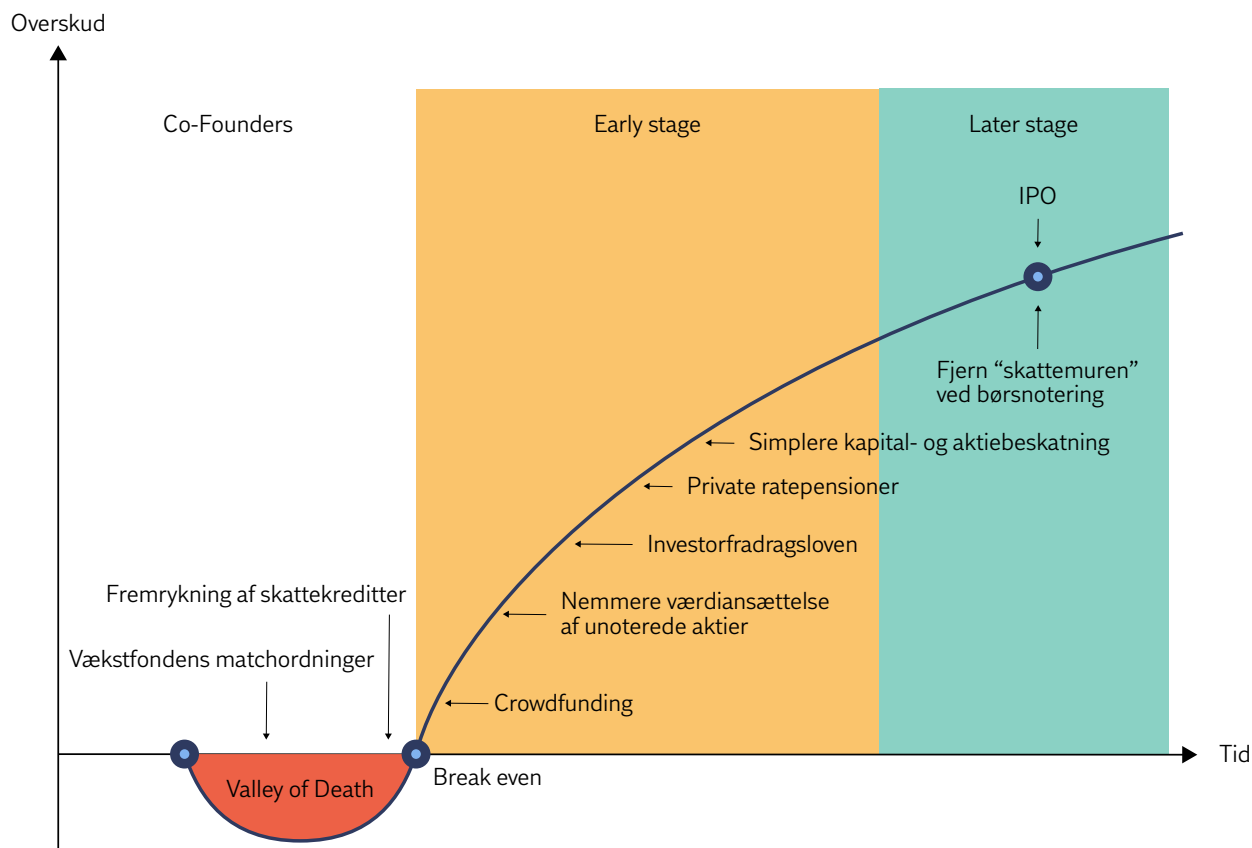 Overskud
Co-Founders
Early stage
Later stage
IPO
Fjern “skattemuren”
ved børsnotering
Simplere kapital- og aktiebeskatning
Private ratepensioner
Investorfradragsloven
Fremrykning af skattekreditter
Nemmere værdiansættelse
af unoterede aktier
Vækstfondens matchordninger
Crowdfunding
Tid
Break even
Valley of Death